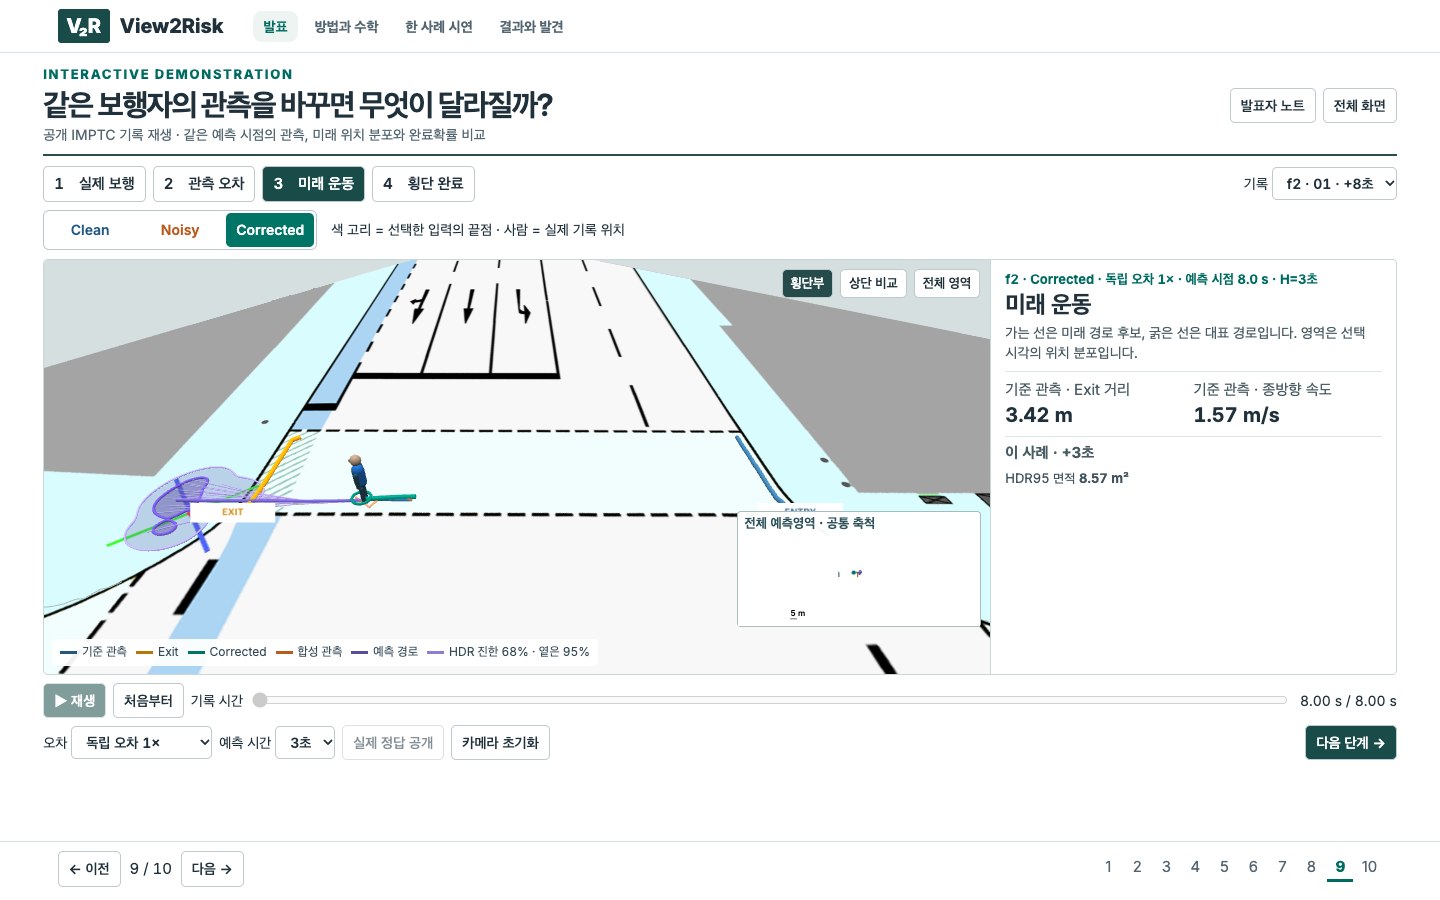 V2R View2Risk 발표 방법과 수학 한 사례 시연 결과와 발견
INTERACTIVE DEMONSTRATION
같은 보행자의 관측을 바꾸면 무엇이 달라질까?
발표자 노트 전체 화면
공개 IMPTC 기록 재생 · 같은 예측 시점의 관측, 미래 위치 분포와 완료확률 비교
1 실제 보행 2 관측 오차 3 미래 운동 4 횡단 완료
기록 f2 · 01 · +8초
Clean Noisy Corrected 색 고리 = 선택한 입력의 끝점 · 사람 = 실제 기록 위치
횡단부 상단 비교 전체 영역
f2 · Corrected · 독립 오차 1× · 예측 시점 8.0 s · H=3초
미래 운동
가는 선은 미래 경로 후보, 굵은 선은 대표 경로입니다. 영역은 선택
시각의 위치 분포입니다.
기준 관측 · Exit 거리 기준 관측 · 종방향 속도
3.42 m 1.57 m/s
이 사례 · +3초
HDR95 면적 8.57 m²
EXIT
ENTRY
전체 예측영역 · 공통 축척
5 m
기준 관측 Exit Corrected 합성 관측 예측 경로 HDR 진한 68% · 옅은 95%
▶ 재생 처음부터 기록 시간 8.00 s / 8.00 s
오차 독립 오차 1× 예측 시간 3초 실제 정답 공개 카메라 초기화 다음 단계 →
← 이전 9 / 10 다음 → 1 2 3 4 5 6 7 8 9 10